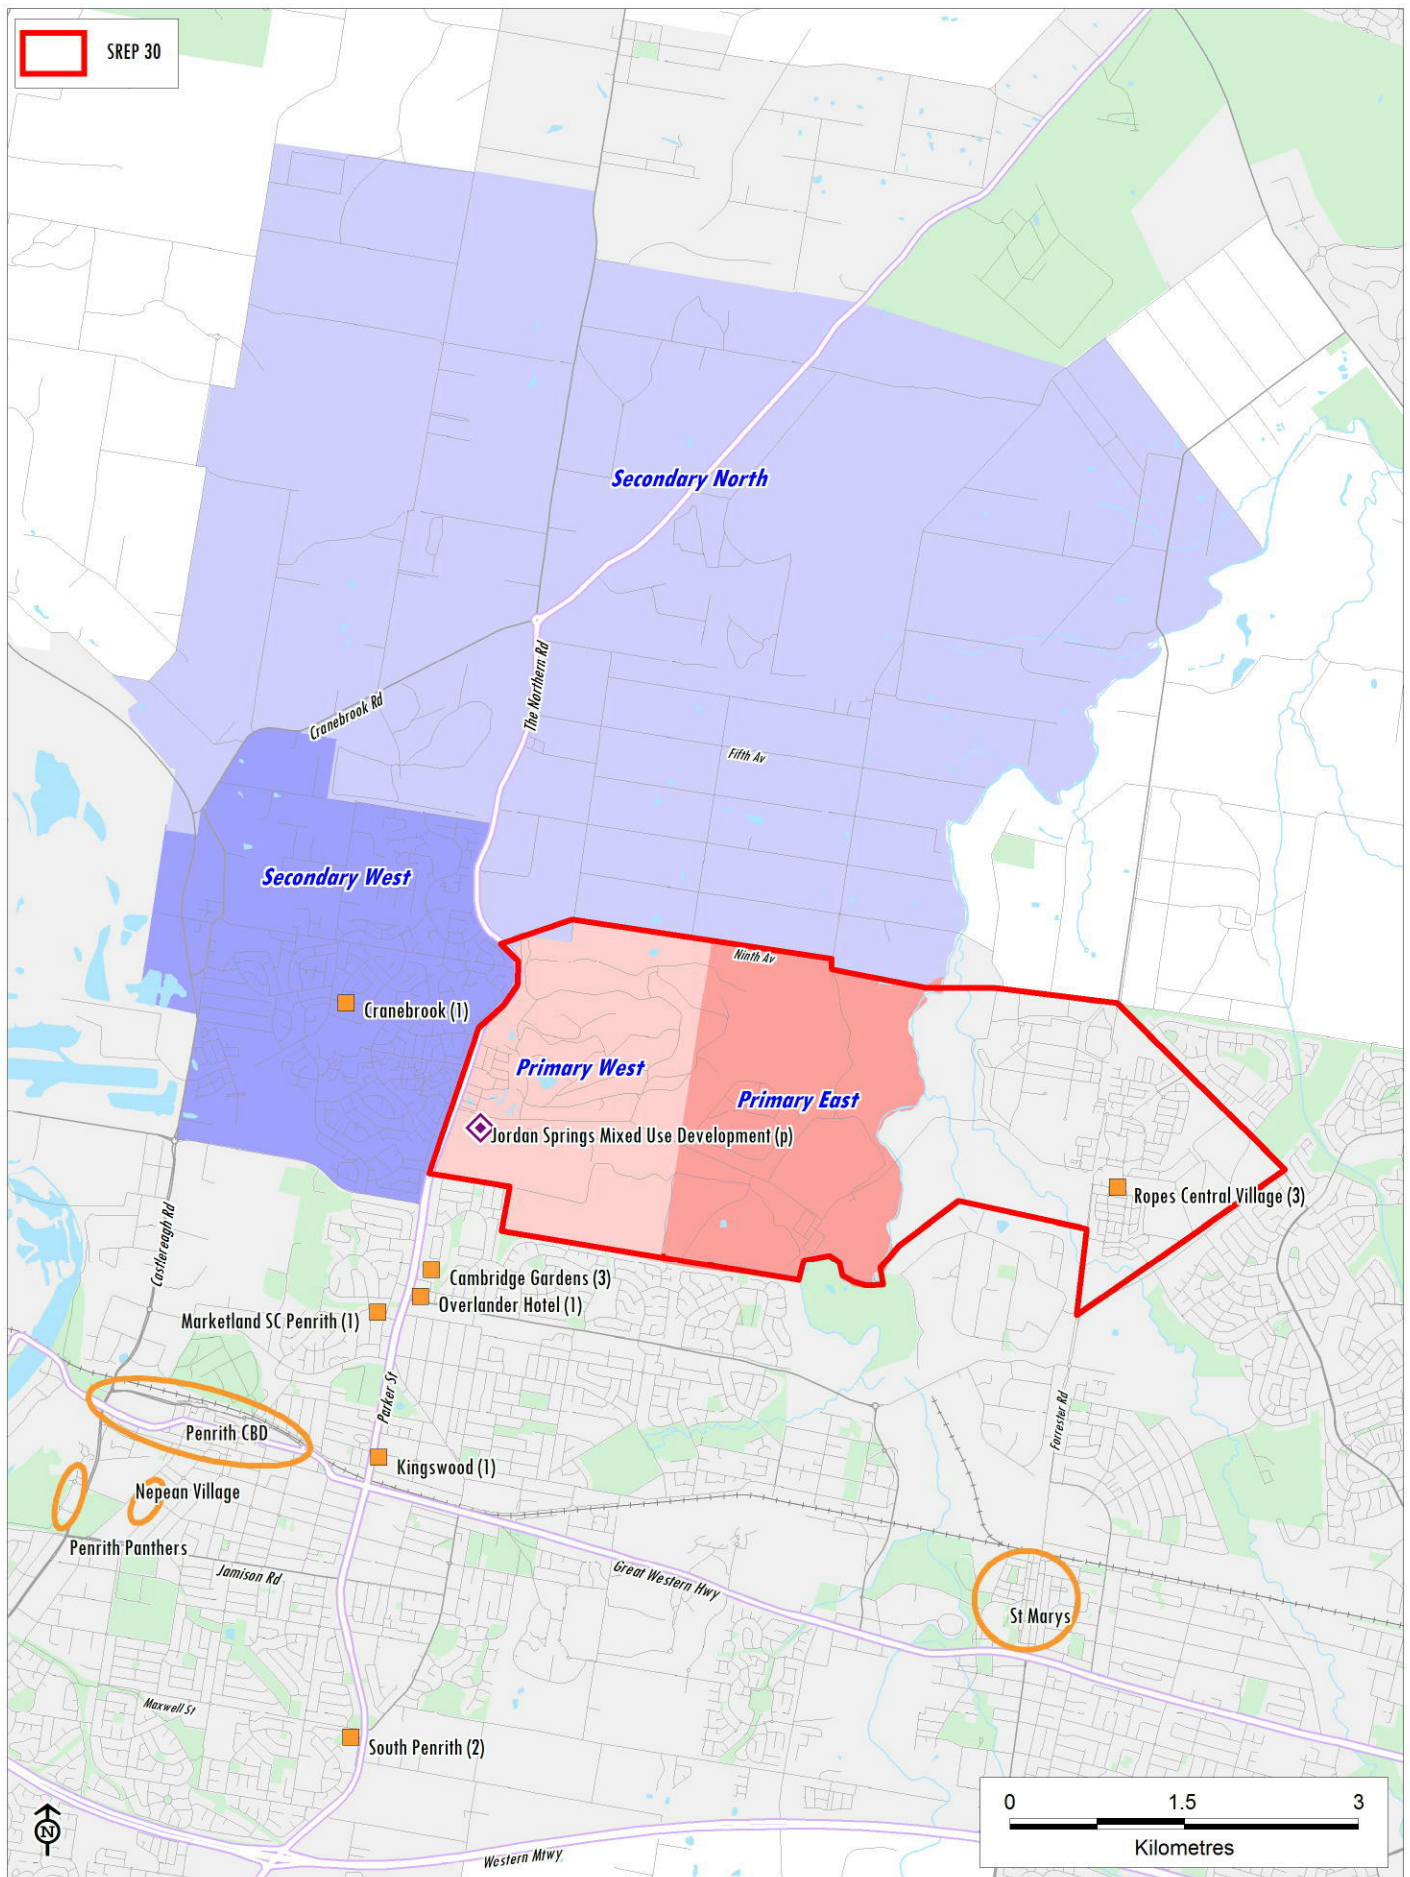 SREP 30
Secondary North
The Northern Rd
Cranebrook Rd
Fifth Av
Secondary West
Ninth Av
Cranebrook (1)
Primary West
Primary East
Jordan Springs Mixed Use Development (p)
Ropes Central Village (3)
Castlereagh Rd
Cambridge Gardens (3)
Overlander Hotel (1)
Marketland SC Penrith (1)
Parker St
Forrester Rd
Penrith CBD
Kingswood (1)
Nepean Village
Penrith Panthers
Jamison Rd
Great Western Hwy
St Marys
Maxwell St
South Penrith (2)
Western Mtwy
N
0 1.5 3
Kilometres